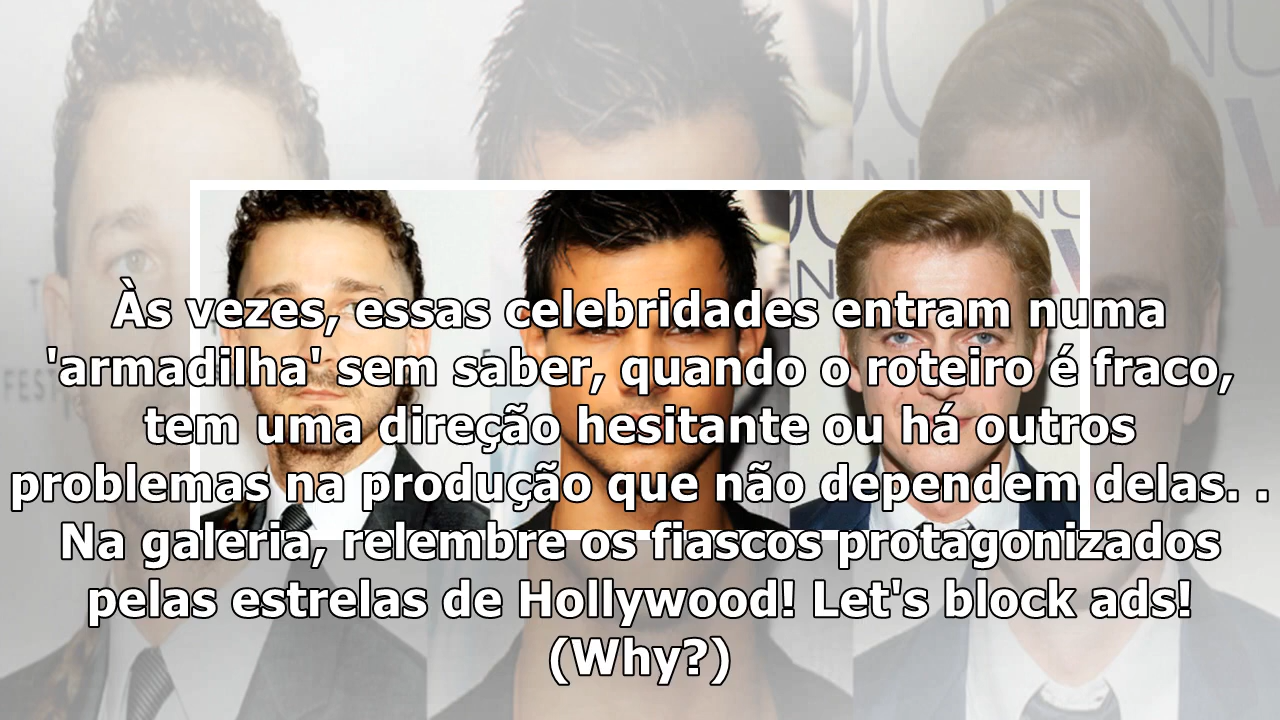 Às vezes, essas celebridades entram numa
'armadilha' sem saber, quando o roteiro é fraco,
tem uma direção hesitante ou há outros
problemas na produção que não dependem delas. .
Na galeria, relembre os fiascos protagonizados
pelas estrelas de Hollywood! Let's block ads!
(Why?)